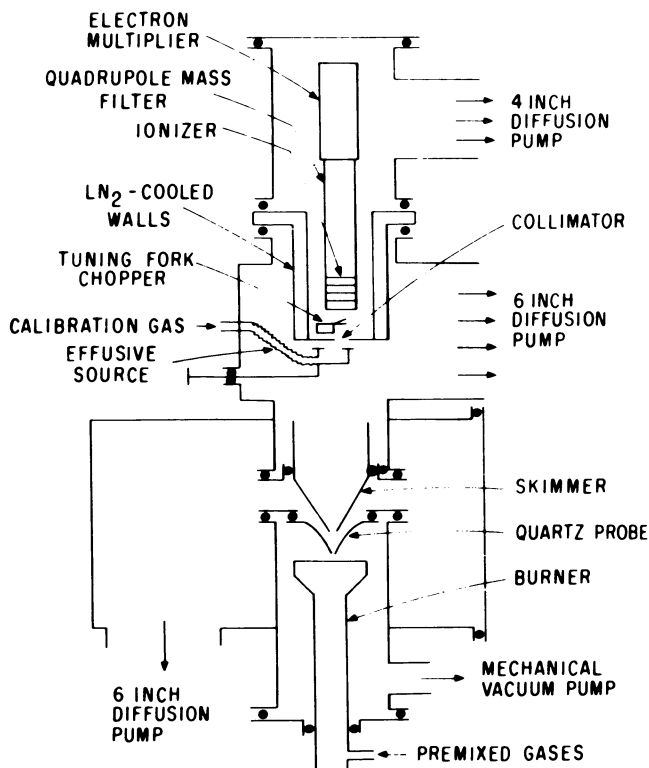 ELECTRON
MULTIPLIER
QUADRUPOLE MASS
FILTER
IONIZER
4 INCH
DIFFUSION
PUMP
LN2-COOLED
WALLS
COLLIMATOR
TUNING FORK
CHOPPER
CALIBRATION GAS
EFFUSIVE
SOURCE
6 INCH
DIFFUSION
PUMP
SKIMMER
QUARTZ PROBE
BURNER
MECHANICAL
VACUUM PUMP
6 INCH
DIFFUSION
PUMP
PREMIXED GASES